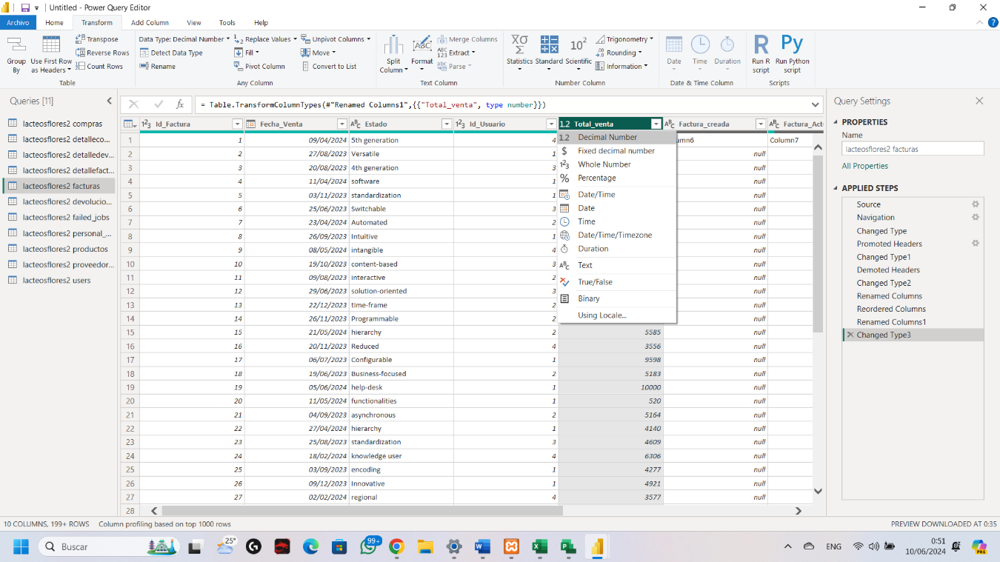 Untitled - Power Query Editor
Archivo Home Transform Add Column View Tools Help
Group By
Use First Row as Headers
Transpose
Reverse Rows
Count Rows
Table
Data Type: Decimal Number
Detect Data Type
Rename
Replace Values
Fill
Pivot Column
Unpivot Columns
Move
Convert to List
Any Column
Split Column
Format
Merge Columns
Extract
Parse
Text Column
Statistics
Standard
Scientific
Trigonometry
Rounding
Information
Number Column
Date
Time
Duration
Date & Time Column
Run R script
Run Python script
Scripts
Queries [11]
lacteosflores2 compras
lacteosflores2 detalleco...
lacteosflores2 detalledev...
lacteosflores2 detallefact...
lacteosflores2 facturas
lacteosflores2 devolucio...
lacteosflores2 failed_jobs
lacteosflores2 personal_...
lacteosflores2 productos
lacteosflores2 proveedor...
lacteosflores2 users
= Table.TransformColumnTypes(#"Renamed Columns1",{{"Total_venta", type number}})
Id_Factura Fecha_Venta Estado Id_Usuario 1.2 Total_venta Factura_creada Factura_Act
1 1 09/04/2024 5th generation 4 umn6 Column7
2 2 27/08/2023 Versatile 1 null
3 3 20/08/2023 4th generation 3 null
4 4 11/04/2024 software 1 null
5 5 03/11/2023 standardization 1 null
6 6 25/06/2023 Switchable 3 null
7 7 23/04/2024 Automated 2 null
8 8 26/09/2023 Intuitive 1 null
9 9 08/05/2024 intangible 4 null
10 10 19/10/2023 content-based 3 null
11 11 09/08/2023 interactive 2 null
12 12 29/06/2023 solution-oriented 3 null
13 13 22/12/2023 time-frame 2 null
14 14 26/11/2023 Programmable 2 null
15 15 21/05/2024 hierarchy 2 5585 null
16 16 20/11/2023 Reduced 4 3556 null
17 17 06/07/2023 Configurable 1 9598 null
18 18 19/06/2023 Business-focused 2 5183 null
19 19 05/06/2024 help-desk 1 10000 null
20 20 11/05/2024 functionalities 1 520 null
21 21 04/09/2023 asynchronous 2 5164 null
22 22 27/04/2024 hierarchy 1 4140 null
23 23 25/08/2023 standardization 3 4609 null
24 24 18/02/2024 knowledge user 4 6306 null
25 25 03/09/2023 encoding 1 4277 null
26 26 09/12/2023 Innovative 1 4921 null
27 27 02/02/2024 regional 4 3577 null
28
1.2 Decimal Number
$ Fixed decimal number
123 Whole Number
% Percentage
Date/Time
Date
Time
Date/Time/Timezone
Duration
Text
True/False
Binary
Using Locale...
Query Settings
PROPERTIES
Name
lacteosflores2 facturas
All Properties
APPLIED STEPS
Source
Navigation
Changed Type
Promoted Headers
Changed Type1
Demoted Headers
Changed Type2
Renamed Columns
Reordered Columns
Renamed Columns1
Changed Type3
10 COLUMNS, 199+ ROWS Column profiling based on top 1000 rows PREVIEW DOWNLOADED AT 0:35
Buscar
25°
99+
ENG
0:51
10/06/2024
PRE